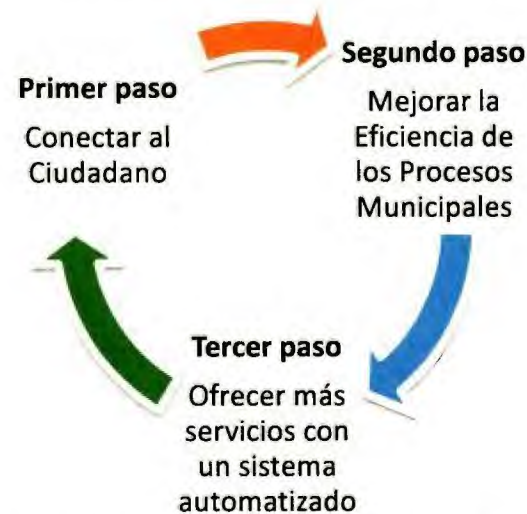 Primer paso
Conectar al
Ciudadano
Segundo paso
Mejorar la
Eficiencia de
los Procesos
Municipales
Tercer paso
Ofrecer más
servicios con
un sistema
automatizado